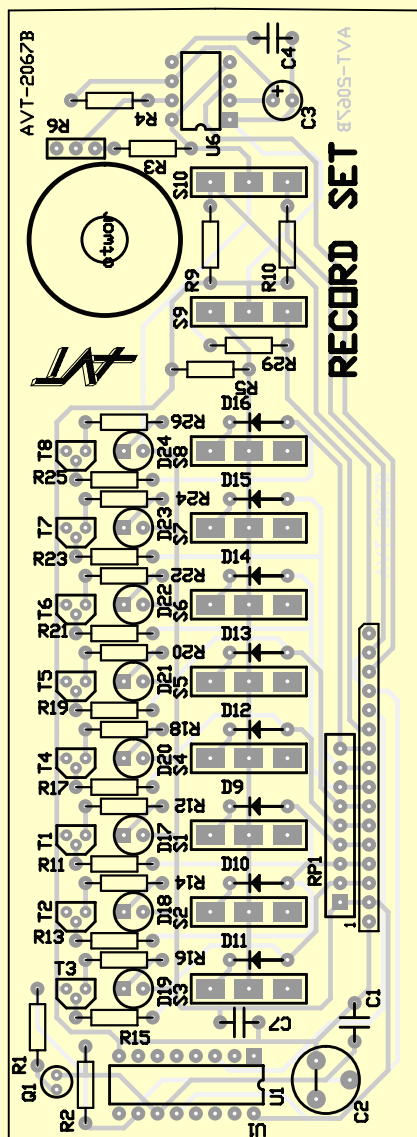 AVT-2067B
C4
AVT-2067B
R4
C3
R6
U6
R3
S10
otwor
RECORD SET
R9
R10
S9
AVT
R29
R5
D16
R26
T8
D24
S8
R25
D15
R24
T7
D23
S7
R23
D14
R22
T6
D22
S6
R21
D13
R20
T5
D21
S5
R19
D12
R18
T4
D20
S4
R17
D9
R12
T1
D17
S1
R11
D10
RP1
R14
T2
D18
S2
R13
1
D11
R16
T3
D19
S3
R15
C7
C1
R1
Q1
R2
U1
C2
U1